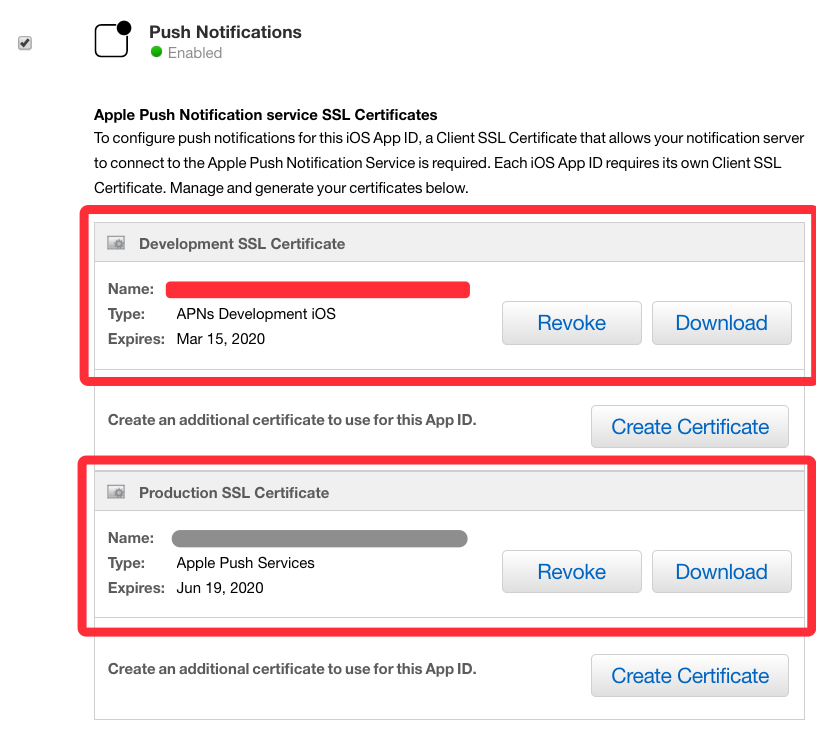 Push Notifications
Enabled
Apple Push Notification service SSL Certificates
To configure push notifications for this iOS App ID, a Client SSL Certificate that allows your notification server
to connect to the Apple Push Notification Service is required. Each iOS App ID requires its own Client SSL
Certificate. Manage and generate your certificates below.
Development SSL Certificate
Name:
Type: APNs Development iOS
Expires: Mar 15, 2020
Revoke Download
Create an additional certificate to use for this App ID.
Create Certificate
Production SSL Certificate
Name:
Type: Apple Push Services
Expires: Jun 19, 2020
Revoke Download
Create an additional certificate to use for this App ID.
Create Certificate